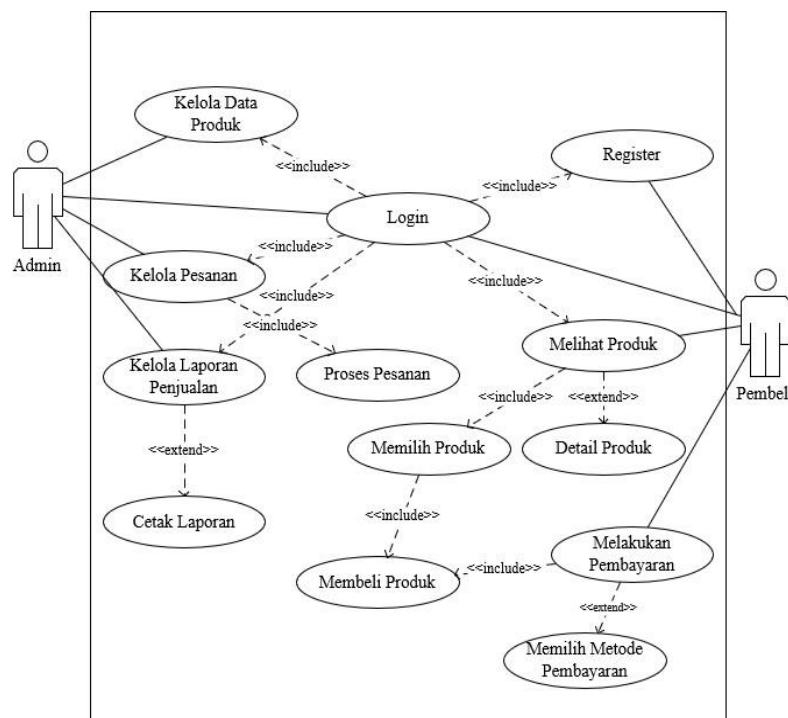 Kelola Data
Produk
<<include>>
Register
<<include>>
Login
Admin
<<include>>
Kelola Pesanan
<<include>>
<<include>>
Melihat Produk
Kelola Laporan
Penjualan
Proses Pesanan
Pembel
<<include>>
<<extend>>
Memilih Produk
Detail Produk
<<extend>>
<<include>>
Cetak Laporan
Melakukan
Pembayaran
<<include>>
Membeli Produk
<<extend>>
Memilih Metode
Pembayaran